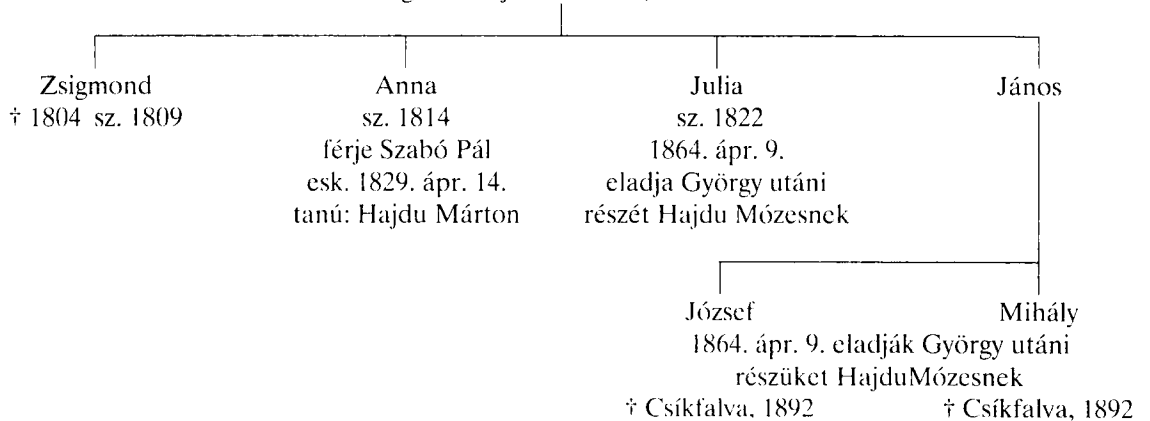 Zsigmond Anna Julia János
† 1804 sz. 1809 sz. 1814 sz. 1822
férje Szabó Pál 1864. ápr. 9.
esk. 1829. ápr. 14. eladja György utáni
tanú: Hajdu Márton részét Hajdu Mózesnek
József Mihály
1864. ápr. 9. eladják György utáni
részüket HajduMózesnek
† Csíkfalva, 1892 † Csíkfalva, 1892